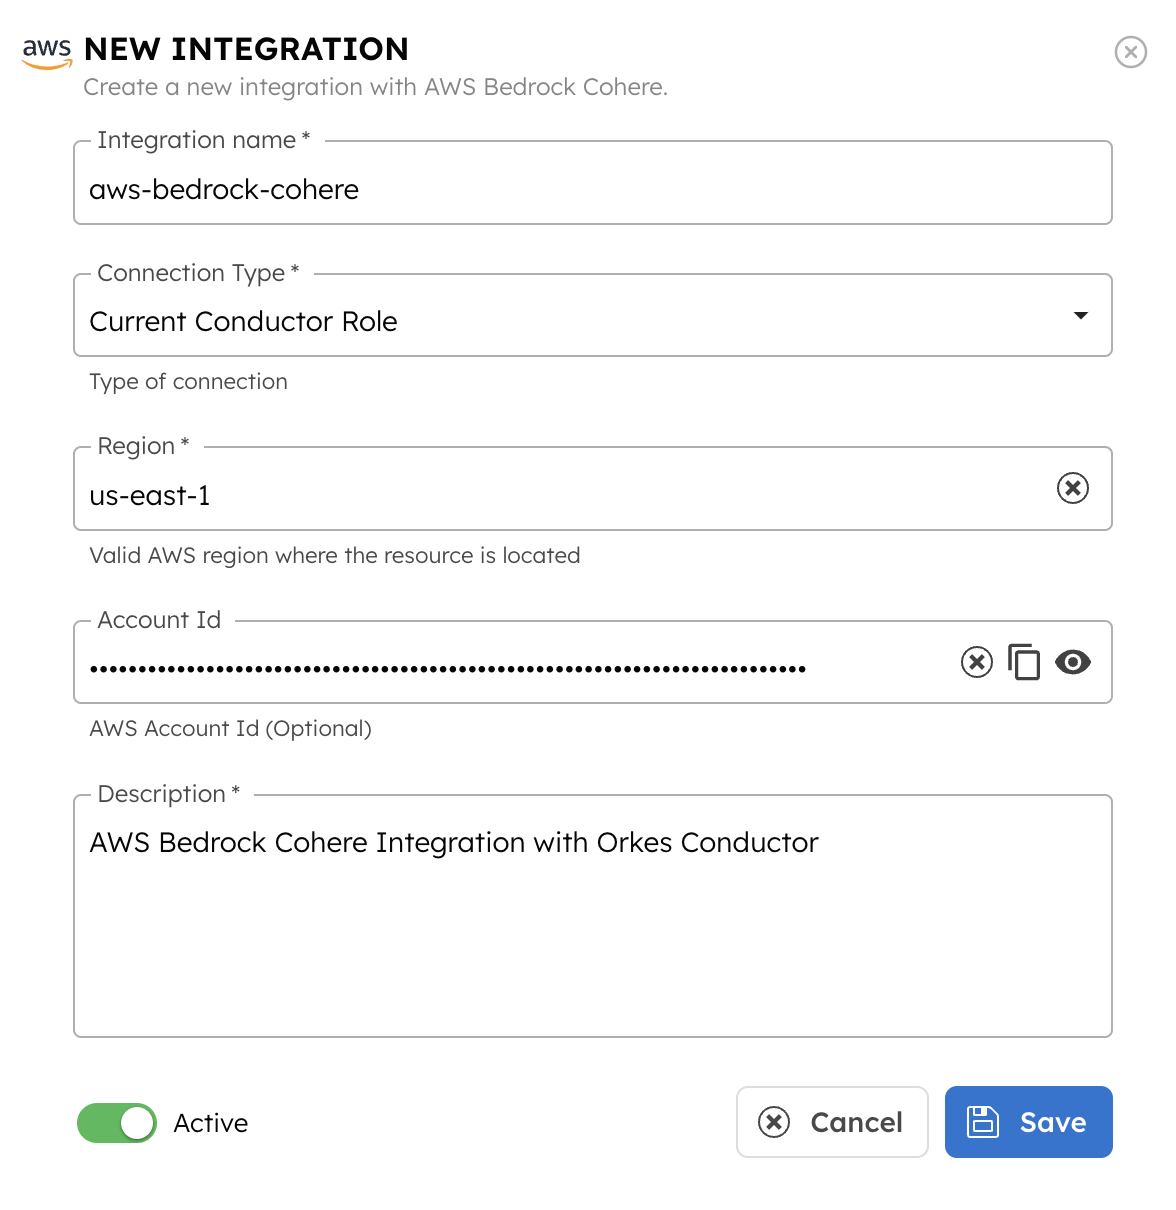 aws NEW INTEGRATION
Create a new integration with AWS Bedrock Cohere.
Integration name *
aws-bedrock-cohere
Connection Type *
Current Conductor Role
Type of connection
Region *
us-east-1
Valid AWS region where the resource is located
Account Id
AWS Account Id (Optional)
Description *
AWS Bedrock Cohere Integration with Orkes Conductor
Active
Cancel
Save